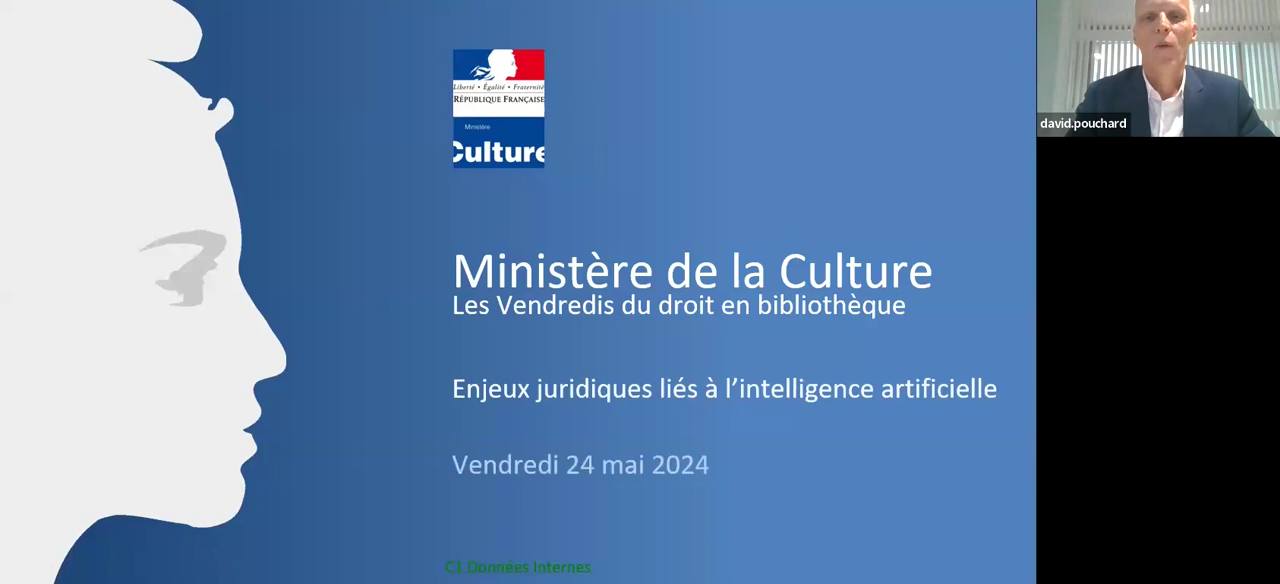 Liberté • Égalité • Fraternité
RÉPUBLIQUE FRANÇAISE
Ministère
Culture
david.pouchard
Ministère de la Culture
Les Vendredis du droit en bibliothèque
Enjeux juridiques liés à l’intelligence artificielle
Vendredi 24 mai 2024
C1 Données Internes